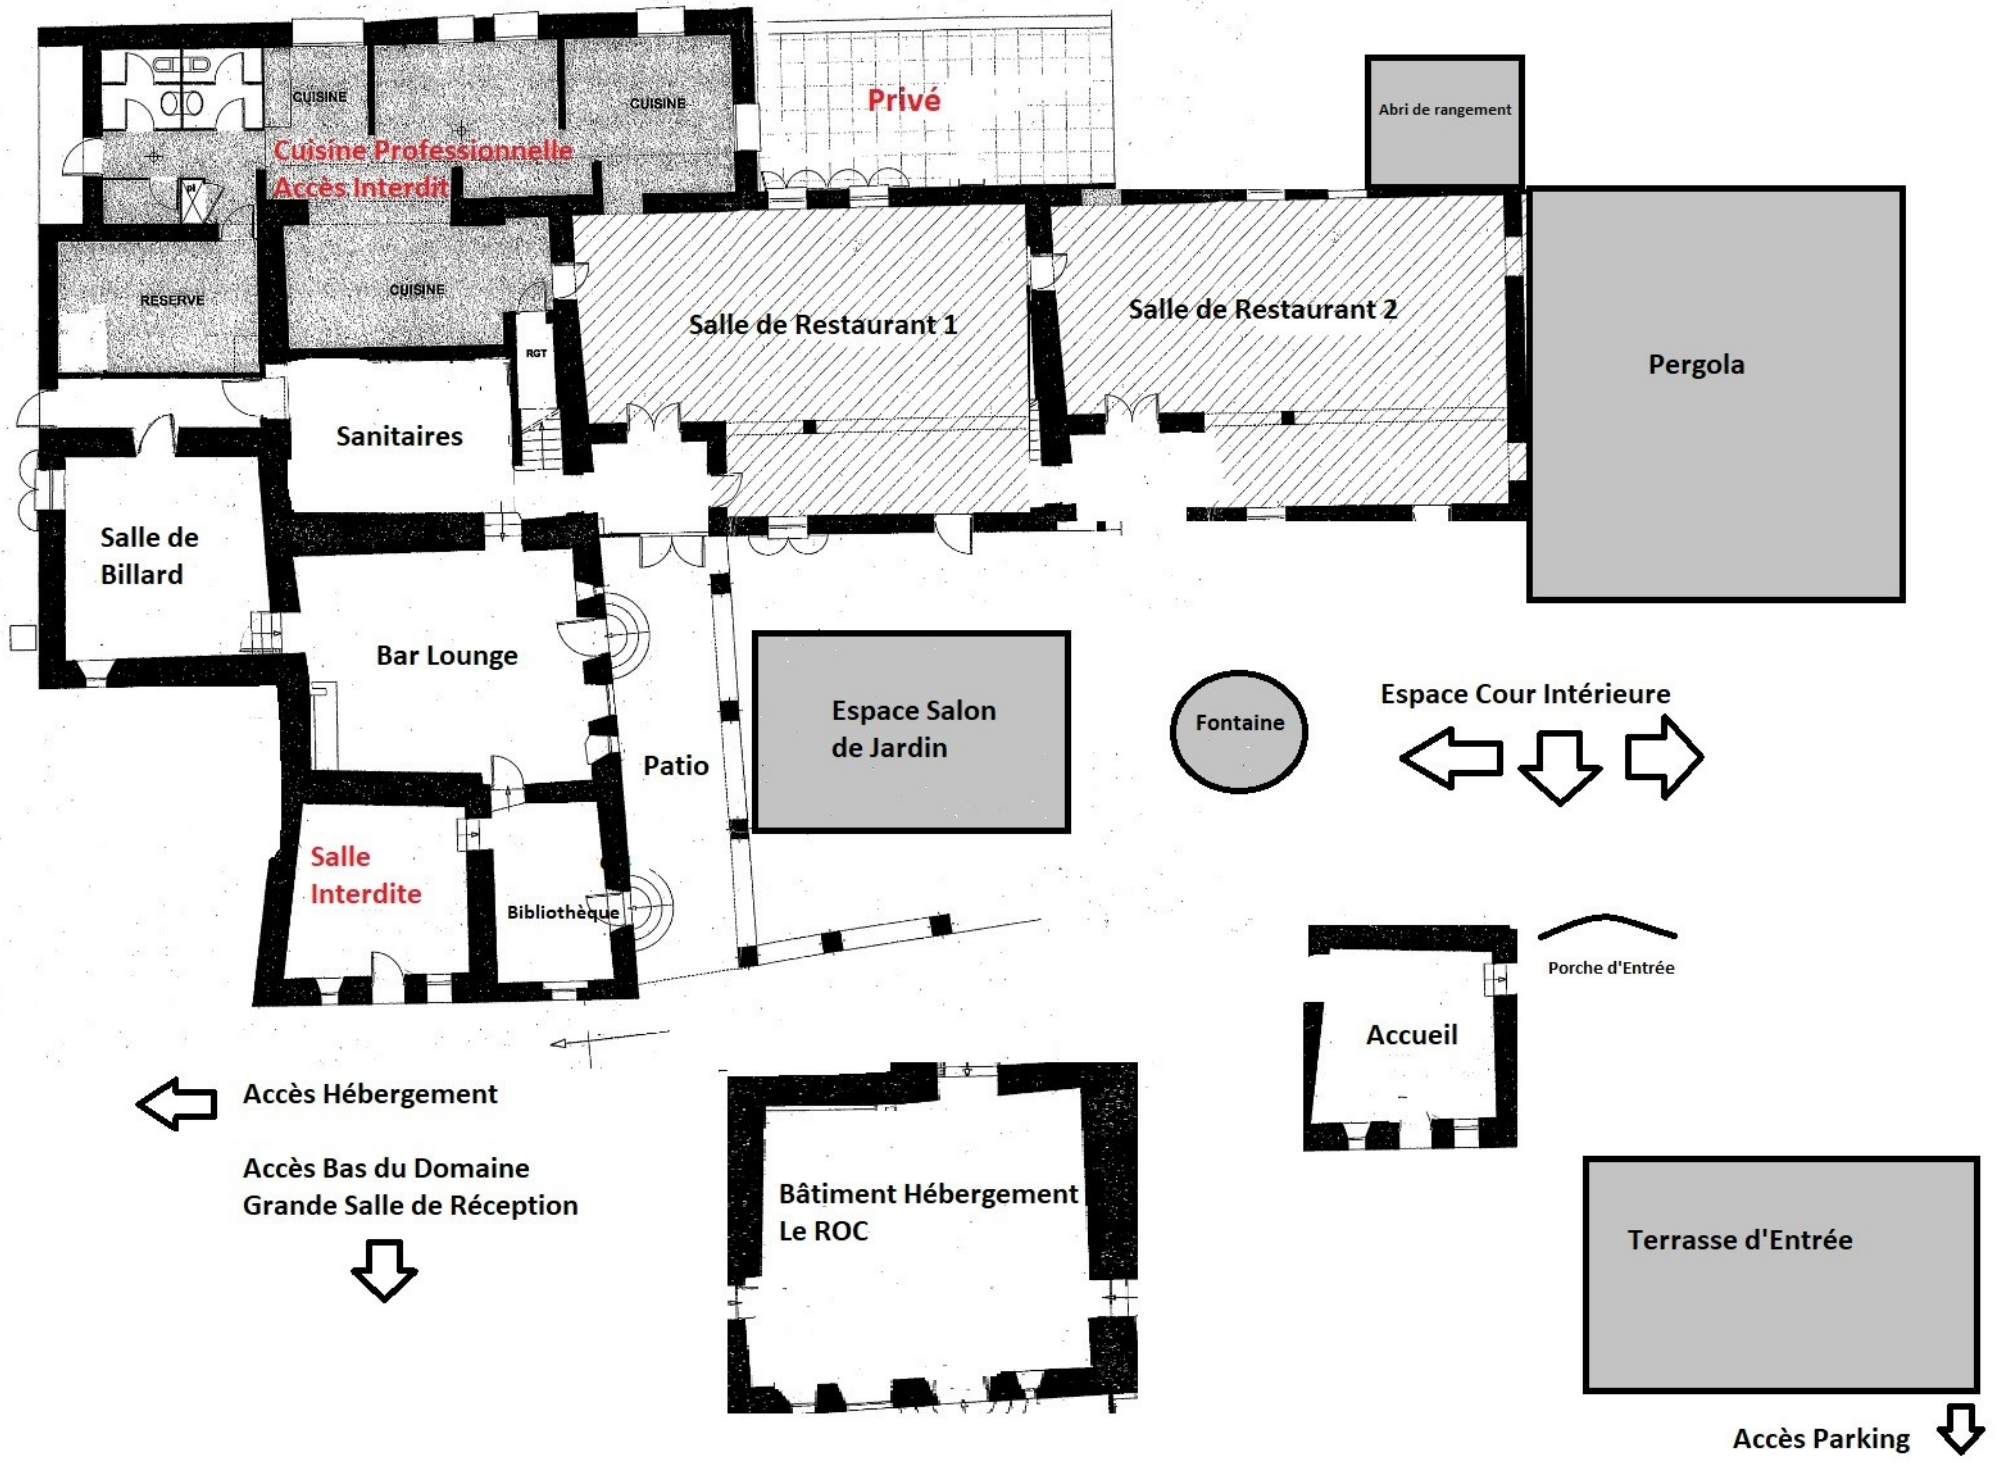 CUISINE
CUISINE
Privé
Abri de rangement
Cuisine Professionnelle
Accès Interdit
pl
RESERVE
CUISINE
RGT
Salle de Restaurant 1
Salle de Restaurant 2
Pergola
Sanitaires
Salle de
Billard
Bar Lounge
Patio
Espace Salon
de Jardin
Fontaine
Espace Cour Intérieure
Salle
Interdite
Bibliothèque
Porche d'Entrée
Accueil
Accès Hébergement
Accès Bas du Domaine
Grande Salle de Réception
Bâtiment Hébergement
Le ROC
Terrasse d'Entrée
Accès Parking